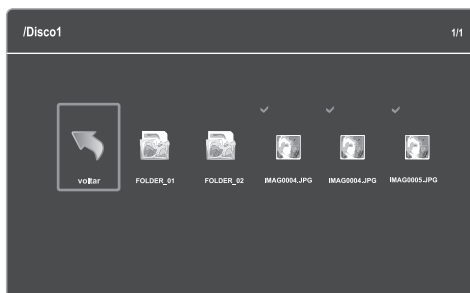 /Disco1
1/1
voltar
FOLDER_01
FOLDER_02
IMAG0004.JPG
IMAG0004.JPG
IMAG0005.JPG